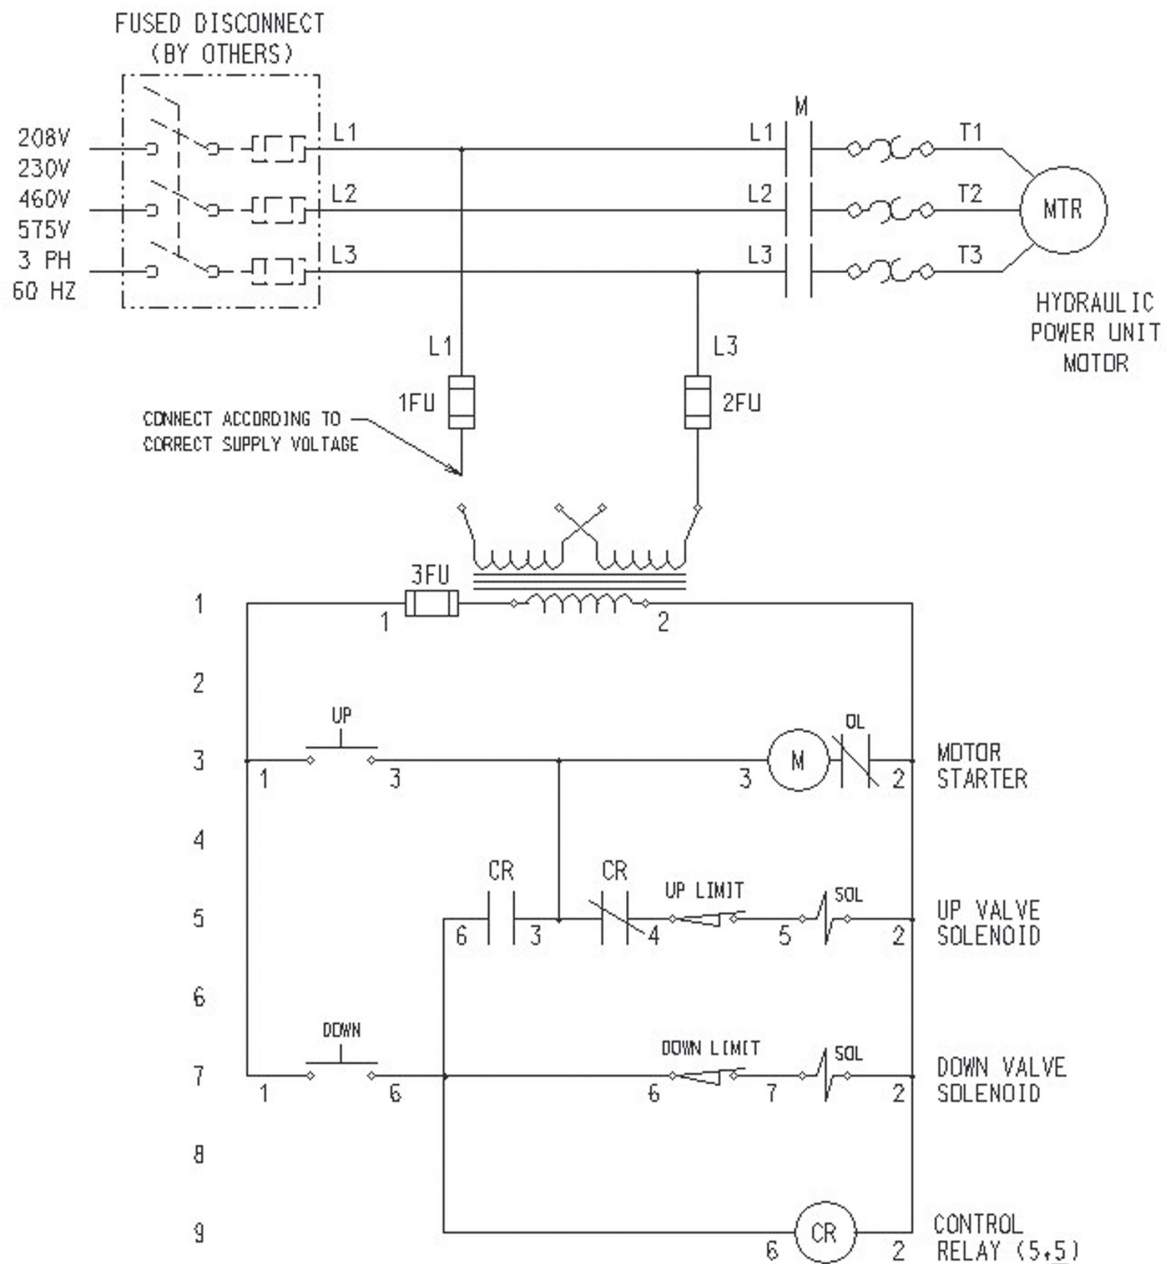 FUSED DISCONNECT
(BY OTHERS)
208V
230V
460V
575V
3 PH
60 HZ
L1
L2
L3
M
L1
L2
L3
T1
T2
T3
MTR
HYDRAULIC
POWER UNIT
MOTOR
L1
L3
1FU
2FU
CONNECT ACCORDING TO
CORRECT SUPPLY VOLTAGE
3FU
1
1
2
2
UP
OL
3
1
3
3
M
2
MOTOR
STARTER
4
CR
CR
UP LIMIT
SOL
5
6
3
4
5
2
UP VALVE
SOLENOID
6
DOWN
DOWN LIMIT
SOL
7
1
6
6
7
2
DOWN VALVE
SOLENOID
8
9
6
CR
2
CONTROL
RELAY (5,5)